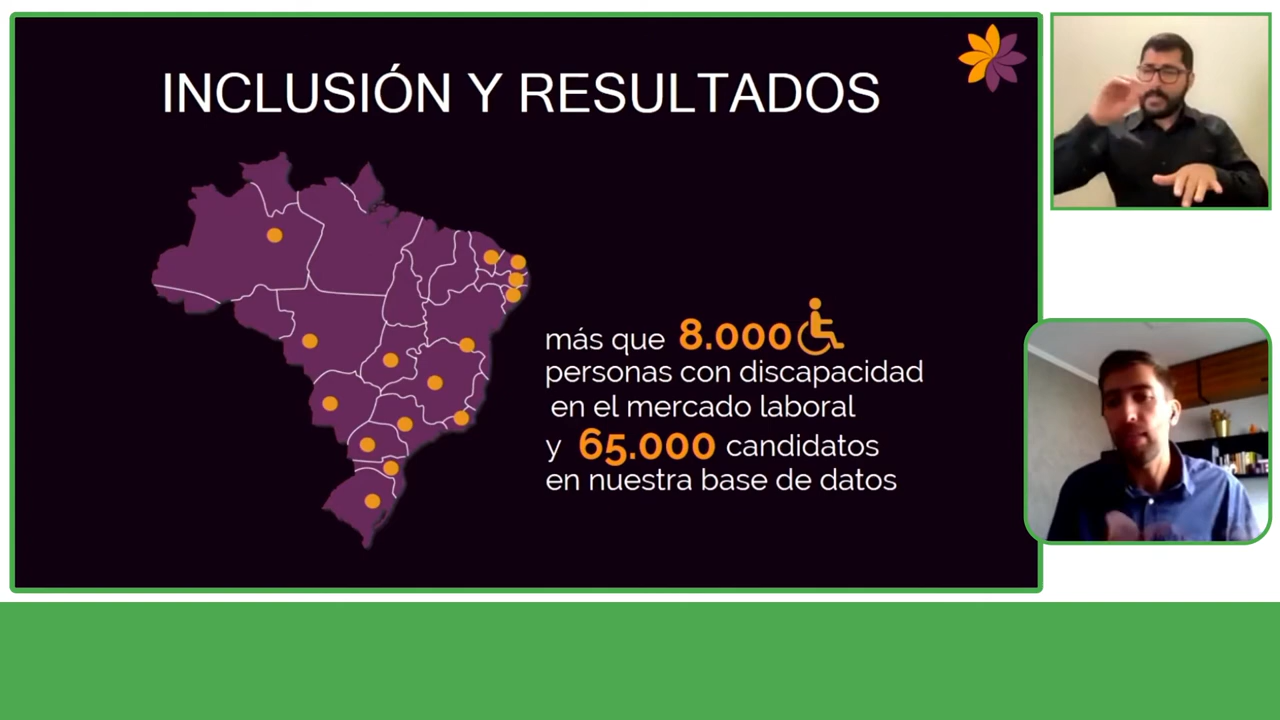 INCLUSIÓN Y RESULTADOS
más que 8.000
personas con discapacidad
en el mercado laboral
y 65.000 candidatos
en nuestra base de datos